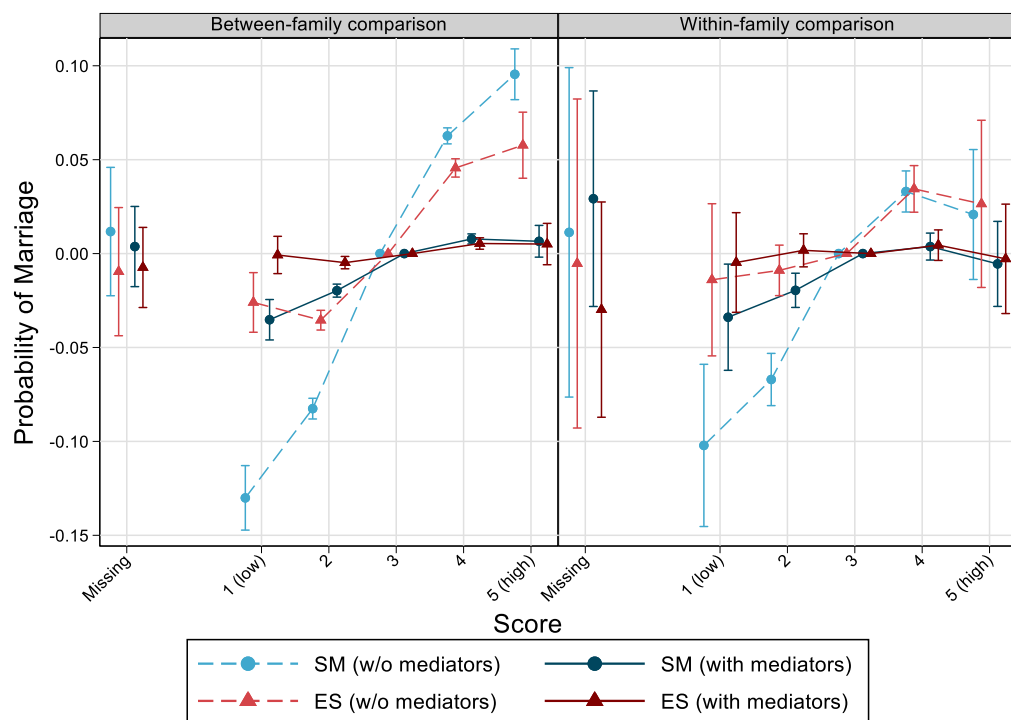 Between-family comparison
Within-family comparison
Probability of Marriage
0.10
0.05
0.00
-0.05
-0.10
-0.15
Missing
1 (low)
2
3
4
5 (high)
Missing
1 (low)
2
3
4
5 (high)
Score
SM (w/o mediators)
SM (with mediators)
ES (w/o mediators)
ES (with mediators)